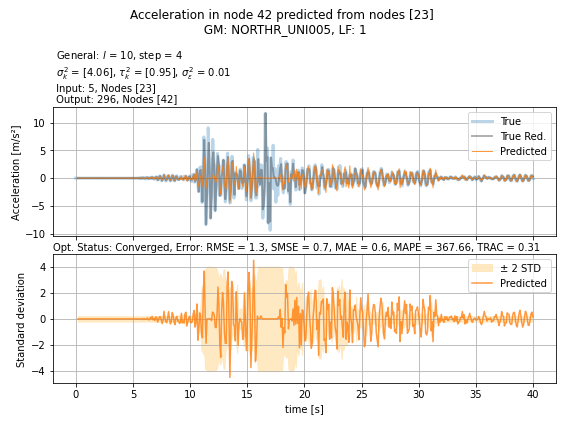 Acceleration in node 42 predicted from nodes [23]
GM: NORTHR_UNI005, LF: 1
General: l = 10, step = 4
σ²ₖ = [4.06], τ²ₖ = [0.95], σ²ε = 0.01
Input: 5, Nodes [23]
Output: 296, Nodes [42]
Acceleration [m/s²]
10
5
0
−5
−10
True
True Red.
Predicted
Opt. Status: Converged, Error: RMSE = 1.3, SMSE = 0.7, MAE = 0.6, MAPE = 367.66, TRAC = 0.31
Standard deviation
4
2
0
−2
−4
± 2 STD
Predicted
0 5 10 15 20 25 30 35 40
time [s]